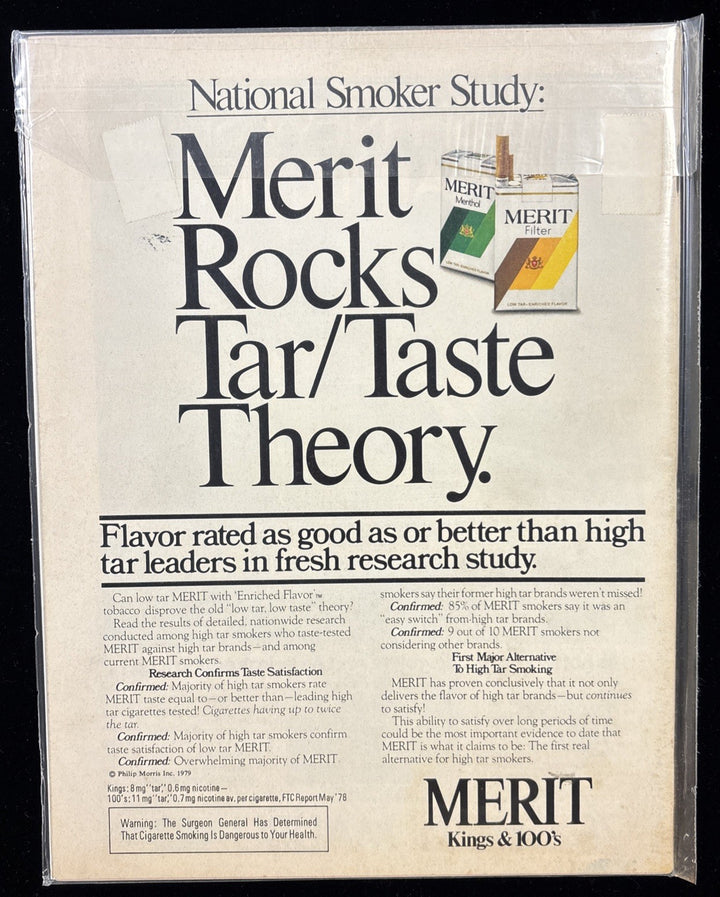 National Smoker Study:
Merit
Rocks
Tar/Taste
Theory.
MERIT
Menthol
LOW TAR-ENRICHED FLAVOR
MERIT
Filter
LOW TAR-ENRICHED FLAVOR
Flavor rated as good as or better than high
tar leaders in fresh research study.
Can low tar MERIT with 'Enriched Flavor'™
tobacco disprove the old "low tar, low taste" theory?
Read the results of detailed, nationwide research
conducted among high tar smokers who taste-tested
MERIT against high tar brands—and among
current MERIT smokers.
Research Confirms Taste Satisfaction
Confirmed: Majority of high tar smokers rate
MERIT taste equal to—or better than—leading high
tar cigarettes tested! Cigarettes having up to twice
the tar.
Confirmed: Majority of high tar smokers confirm
taste satisfaction of low tar MERIT.
Confirmed: Overwhelming majority of MERIT
© Philip Morris Inc. 1979
Kings: 8 mg "tar," 0.6 mg nicotine—
100's: 11 mg "tar," 0.7 mg nicotine av. per cigarette, FTC Report May '78
Warning: The Surgeon General Has Determined
That Cigarette Smoking Is Dangerous to Your Health.
smokers say their former high tar brands weren't missed!
Confirmed: 85% of MERIT smokers say it was an
"easy switch" from high tar brands.
Confirmed: 9 out of 10 MERIT smokers not
considering other brands.
First Major Alternative
To High Tar Smoking
MERIT has proven conclusively that it not only
delivers the flavor of high tar brands—but continues
to satisfy!
This ability to satisfy over long periods of time
could be the most important evidence to date that
MERIT is what it claims to be: The first real
alternative for high tar smokers.
MERIT
Kings & 100's